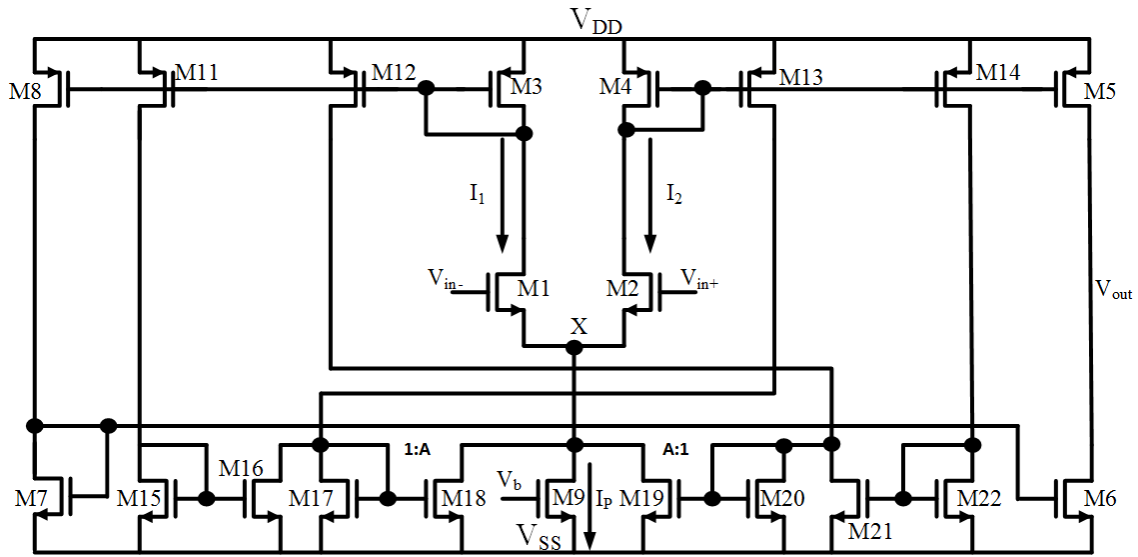 V_DD
M8 M11 M12 M3 M4 M13 M14 M5
I_1 I_2
V_in- M1 M2 V_in+ V_out
X
M16 1:A A:1
M7 M15 M17 M18 V_b M9 I_P M19 M20 M22 M6
M21
V_SS